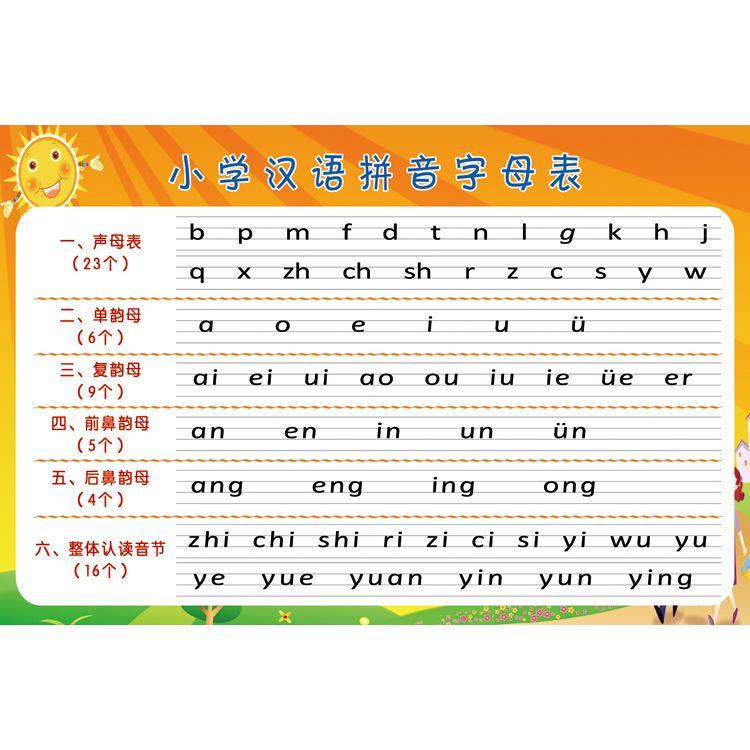 小学汉语拼音字母表
一、声母表
（23个）
b p m f d t n l g k h j
q x zh ch sh r z c s y w
二、单韵母
（6个）
a o e i u ü
三、复韵母
（9个）
ai ei ui ao ou iu ie üe er
四、前鼻韵母
（5个）
an en in un ün
五、后鼻韵母
（4个）
ang eng ing ong
六、整体认读音节
（16个）
zhi chi shi ri zi ci si yi wu yu
ye yue yuan yin yun ying